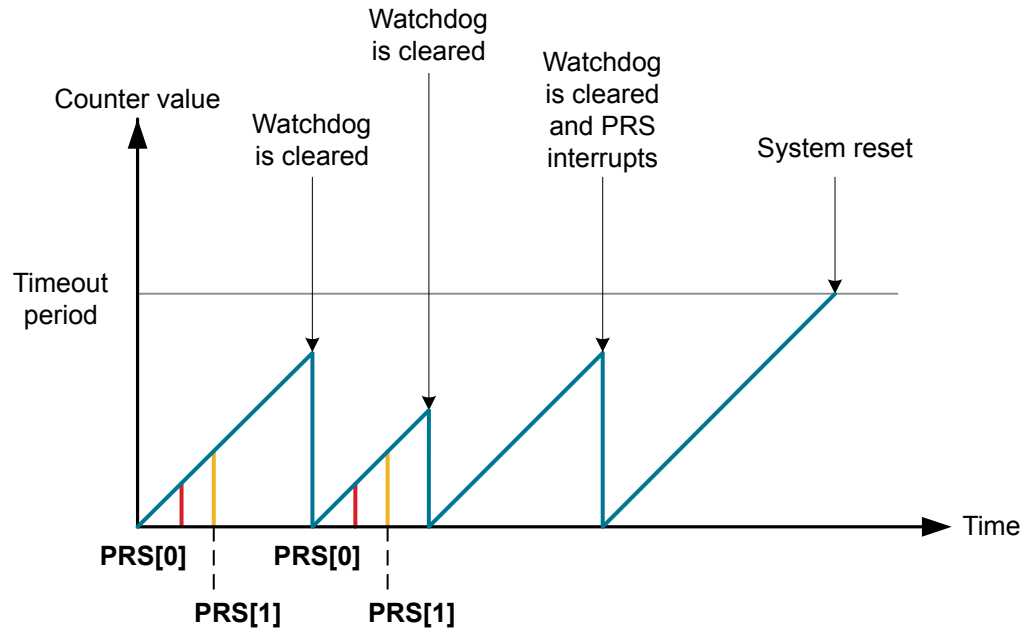 Watchdog
is cleared
Watchdog
is cleared
and PRS
interrupts
Counter value
Watchdog
is cleared
System reset
Timeout
period
Time
PRS[0]
PRS[0]
PRS[1]
PRS[1]